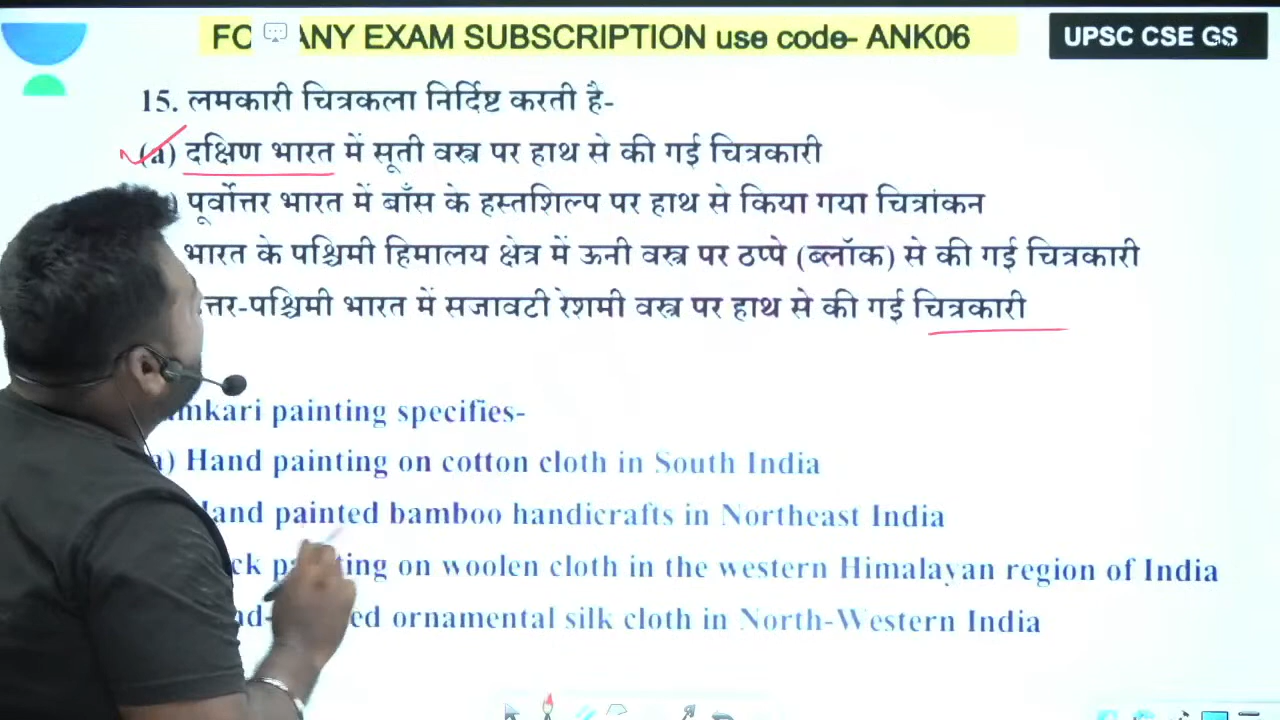 FO ANY EXAM SUBSCRIPTION use code- ANK06
UPSC CSE GS
15. लमकारी चित्रकला निर्दिष्ट करती है-
(a) दक्षिण भारत में सूती वस्त्र पर हाथ से की गई चित्रकारी
) पूर्वोत्तर भारत में बाँस के हस्तशिल्प पर हाथ से किया गया चित्रांकन
भारत के पश्चिमी हिमालय क्षेत्र में ऊनी वस्त्र पर ठप्पे (ब्लॉक) से की गई चित्रकारी
त्तर-पश्चिमी भारत में सजावटी रेशमी वस्त्र पर हाथ से की गई चित्रकारी
mkari painting specifies-
a) Hand painting on cotton cloth in South India
Hand painted bamboo handicrafts in Northeast India
ck painting on woolen cloth in the western Himalayan region of India
ornamental silk cloth in North-Western India